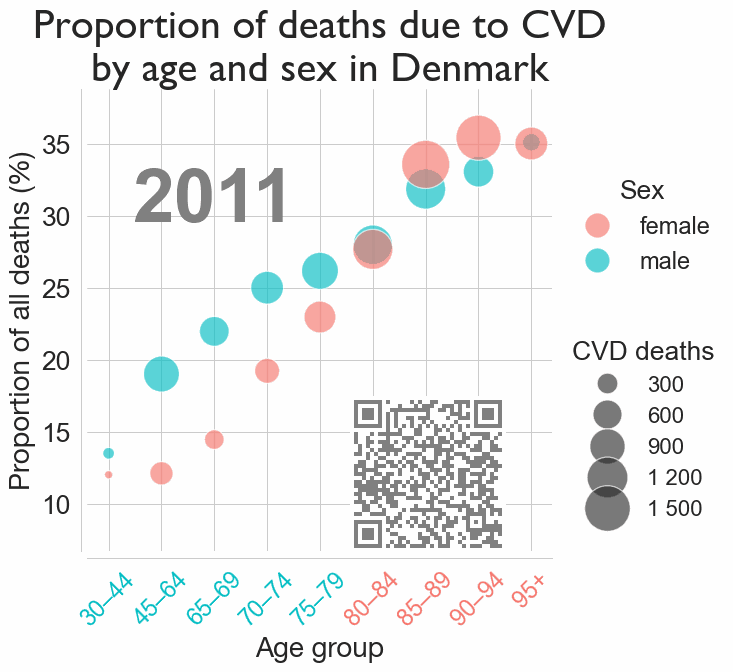 Proportion of deaths due to CVD
by age and sex in Denmark
2011
Proportion of all deaths (%)
35
30
25
20
15
10
30–44
45–64
65–69
70–74
75–79
80–84
85–89
90–94
95+
Age group
Sex
female
male
CVD deaths
300
600
900
1 200
1 500